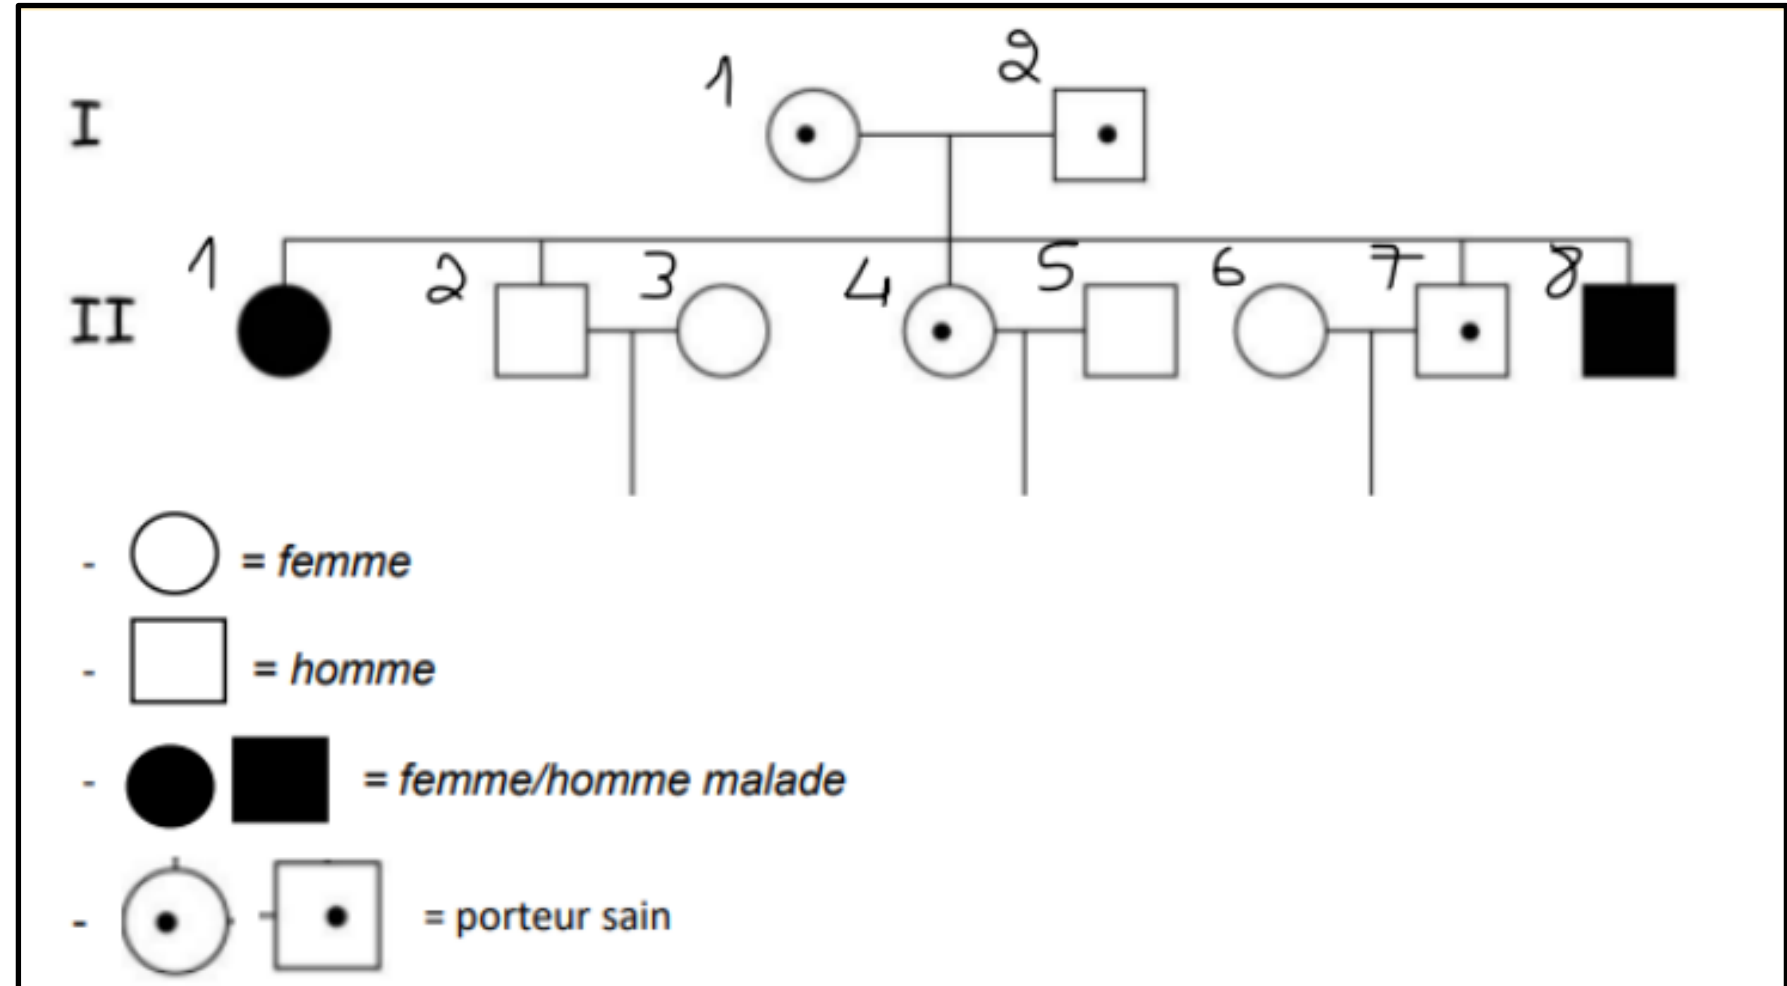 1 2
I
1 2 3 4 5 6 7 8
II
- = femme
- = homme
- = femme/homme malade
- = porteur sain